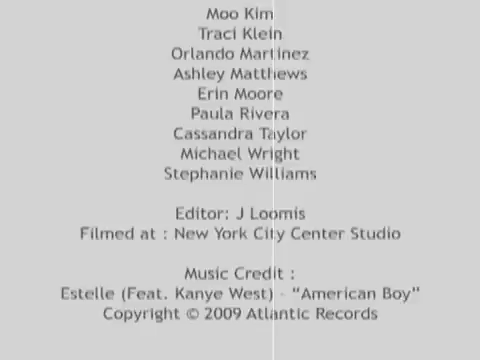 Moo Kim
Traci Klein
Orlando Martinez
Ashley Matthews
Erin Moore
Paula Rivera
Cassandra Taylor
Michael Wright
Stephanie Williams
Editor: J Loomis
Filmed at : New York City Center Studio
Music Credit :
Estelle (Feat. Kanye West) - "American Boy"
Copyright © 2009 Atlantic Records